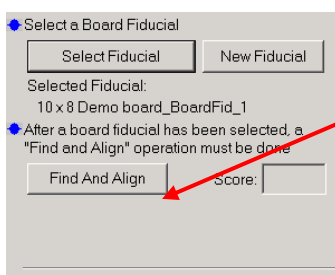 Select a Board Fiducial
Select Fiducial New Fiducial
Selected Fiducial:
10 x 8 Demo board_BoardFid_1
After a board fiducial has been selected, a
"Find and Align" operation must be done
Find And Align Score: